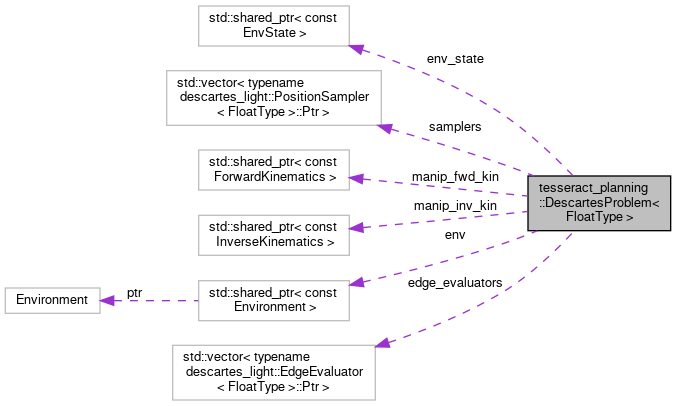 std::shared_ptr< const
EnvState >
env_state
std::vector< typename
descartes_light::PositionSampler
< FloatType >::Ptr >
samplers
std::shared_ptr< const
ForwardKinematics >
manip_fwd_kin
tesseract_planning
::DescartesProblem<
FloatType >
std::shared_ptr< const
InverseKinematics >
manip_inv_kin
env
Environment
ptr
std::shared_ptr< const
Environment >
edge_evaluators
std::vector< typename
descartes_light::EdgeEvaluator
< FloatType >::Ptr >